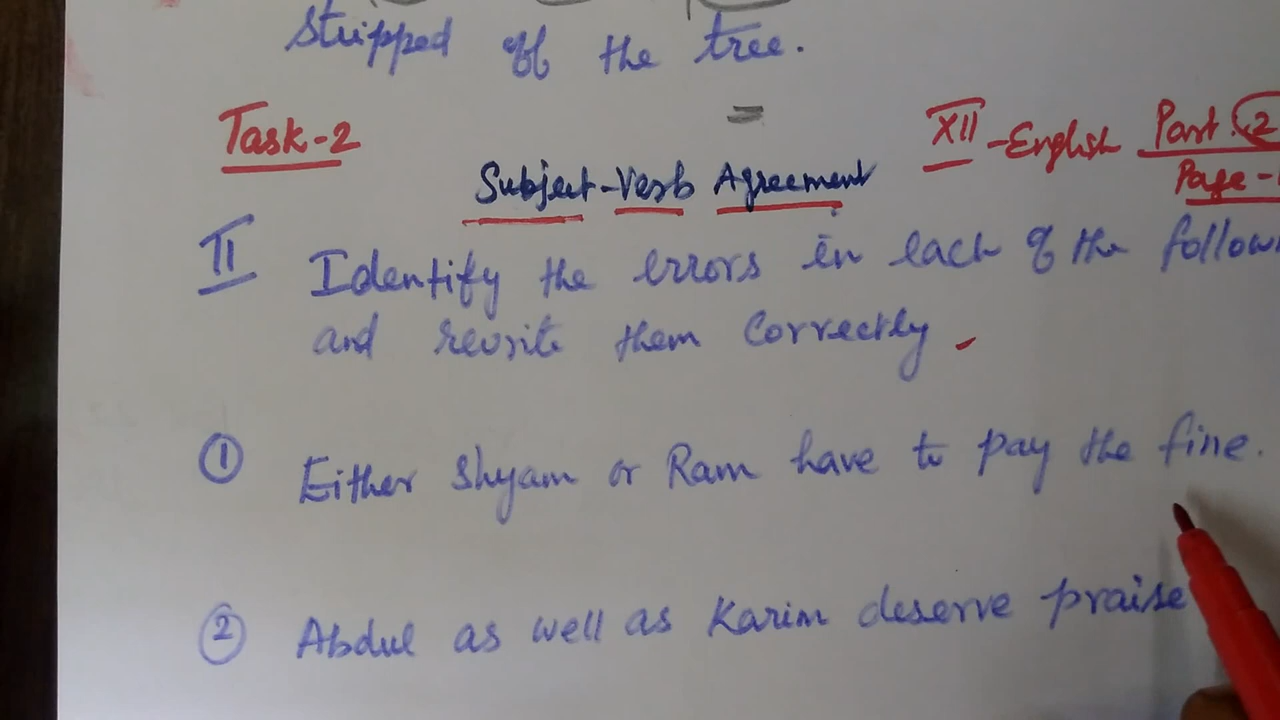 stripped off the tree.
Task-2
XII-English Part-2
Page-1
Subject-Verb Agreement
II Identify the errors in each of the
and rewrite them correctly.
① Either Shyam or Ram have to pay the fine.
② Abdul as well as Karim deserve praise